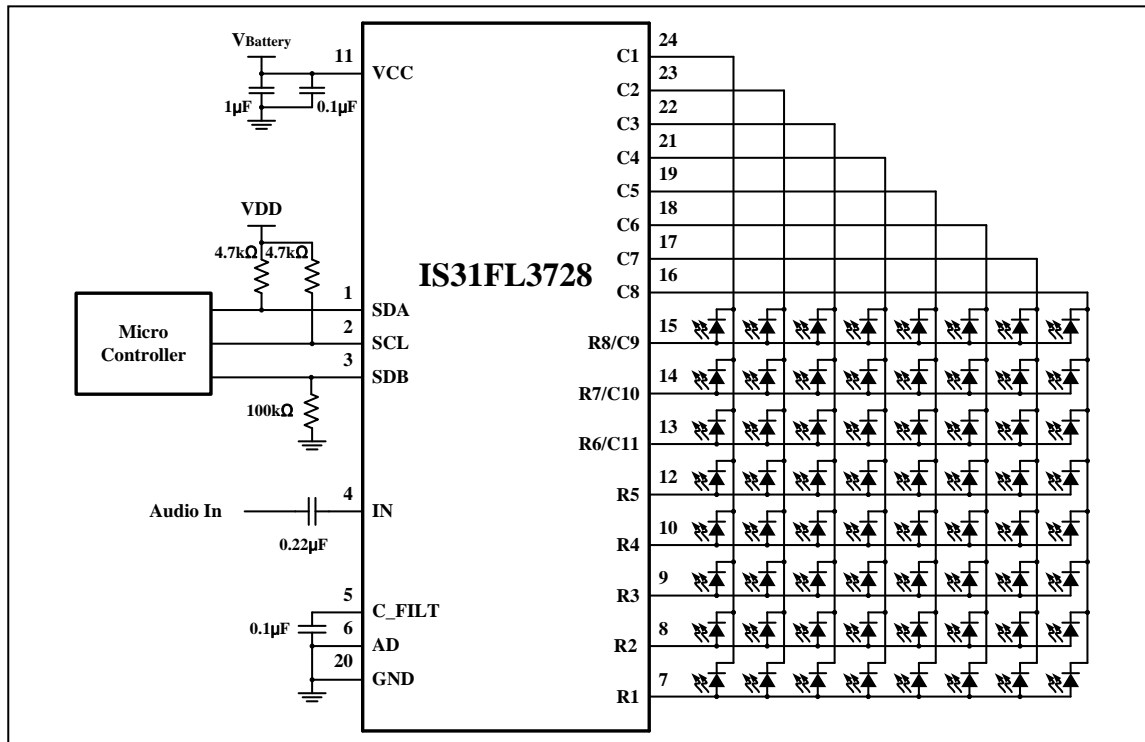 VBattery
11
VCC
1µF
0.1µF
VDD
4.7kΩ
4.7kΩ
Micro
Controller
1
SDA
2
SCL
3
SDB
100kΩ
Audio In
0.22µF
4
IN
5
C_FILT
0.1µF
6
AD
20
GND
IS31FL3728
24
C1
23
C2
22
C3
21
C4
19
C5
18
C6
17
C7
16
C8
15
R8/C9
14
R7/C10
13
R6/C11
12
R5
10
R4
9
R3
8
R2
7
R1